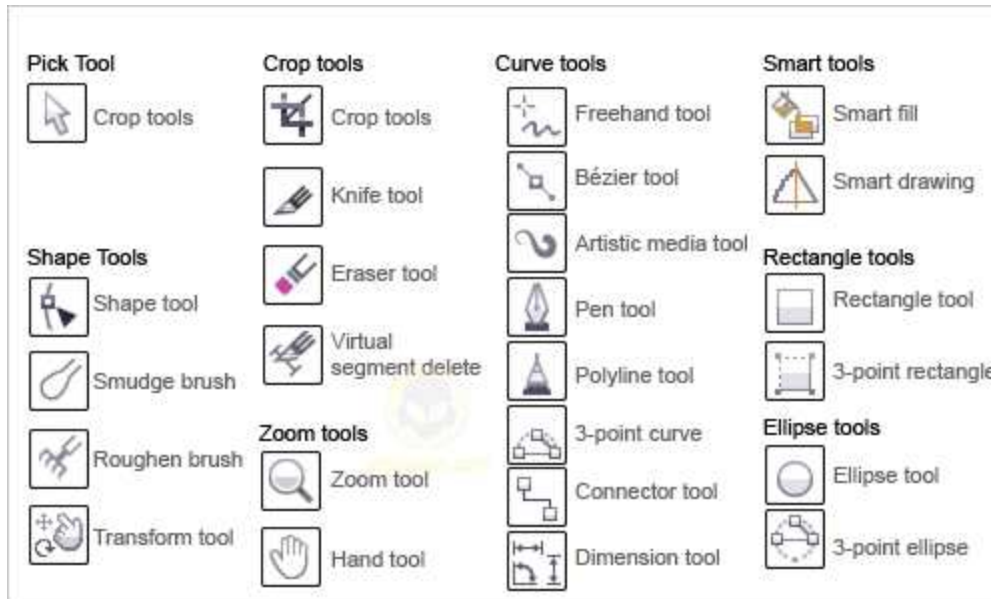 Pick Tool
Crop tools
Shape Tools
Shape tool
Smudge brush
Roughen brush
Transform tool
Crop tools
Crop tools
Knife tool
Eraser tool
Virtual
segment delete
Zoom tools
Zoom tool
Hand tool
Curve tools
Freehand tool
Bézier tool
Artistic media tool
Pen tool
Polyline tool
3-point curve
Connector tool
Dimension tool
Smart tools
Smart fill
Smart drawing
Rectangle tools
Rectangle tool
3-point rectangle
Ellipse tools
Ellipse tool
3-point ellipse